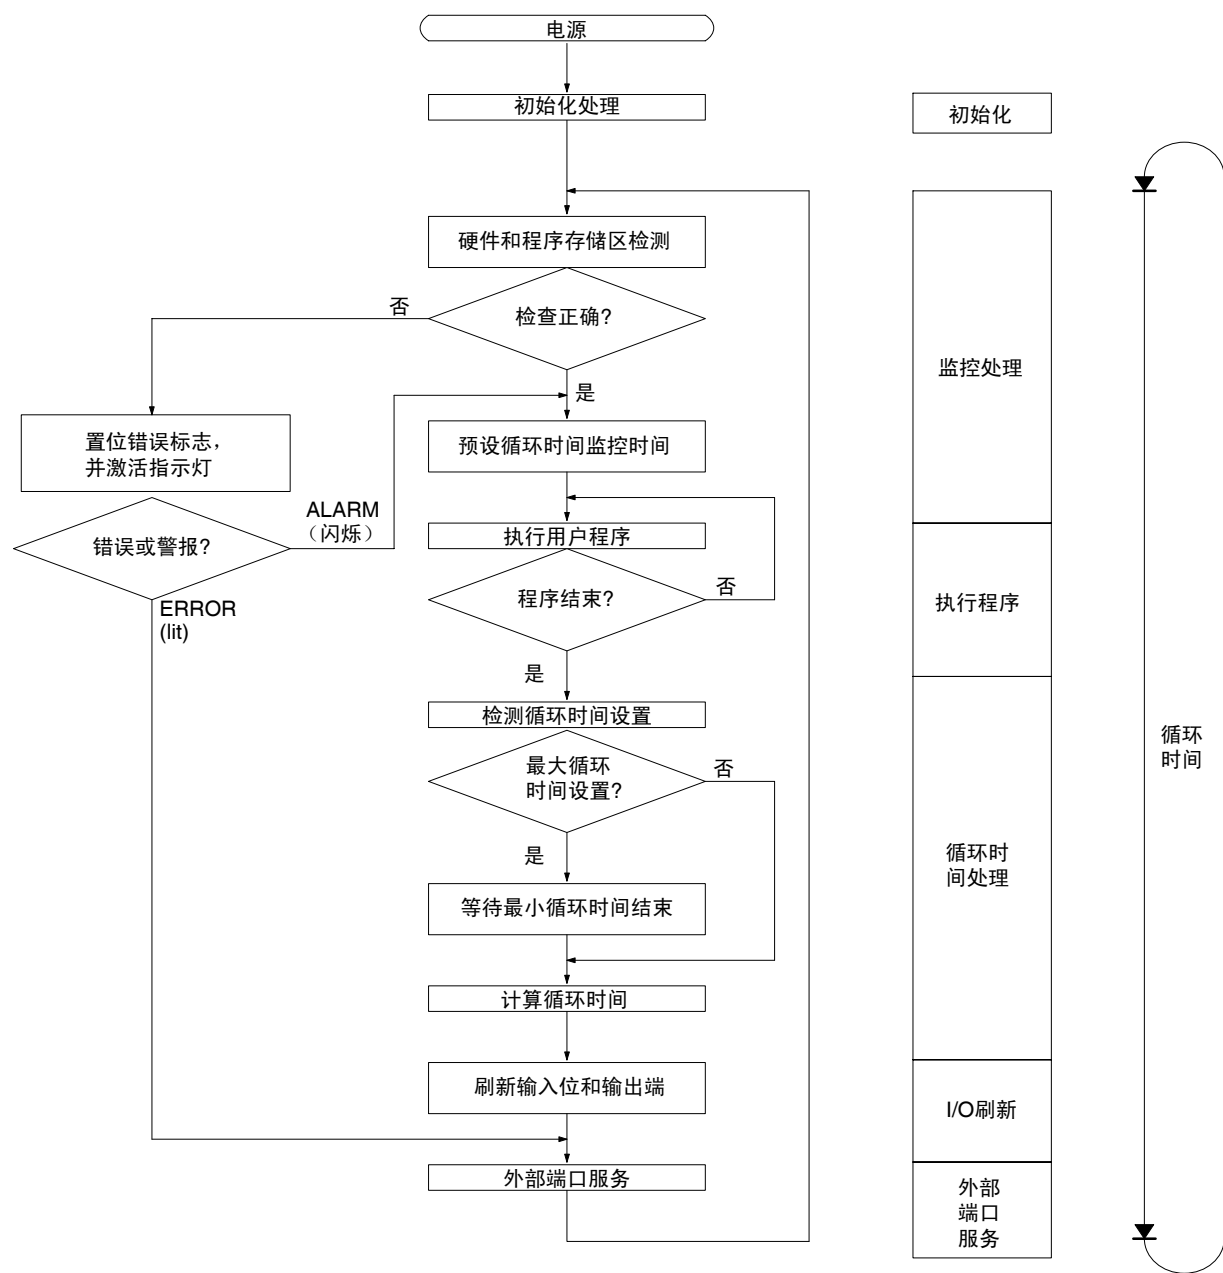 电源
初始化处理
初始化
硬件和程序存储区检测
否
检查正确?
是
监控处理
置位错误标志，
并激活指示灯
预设循环时间监控时间
ALARM
（闪烁）
执行用户程序
错误或警报?
否
程序结束?
执行程序
ERROR
(lit)
是
检测循环时间设置
循环
时间
最大循环
时间设置?
否
是
循环时
间处理
等待最小循环时间结束
计算循环时间
刷新输入位和输出端
I/O刷新
外部端口服务
外部
端口
服务